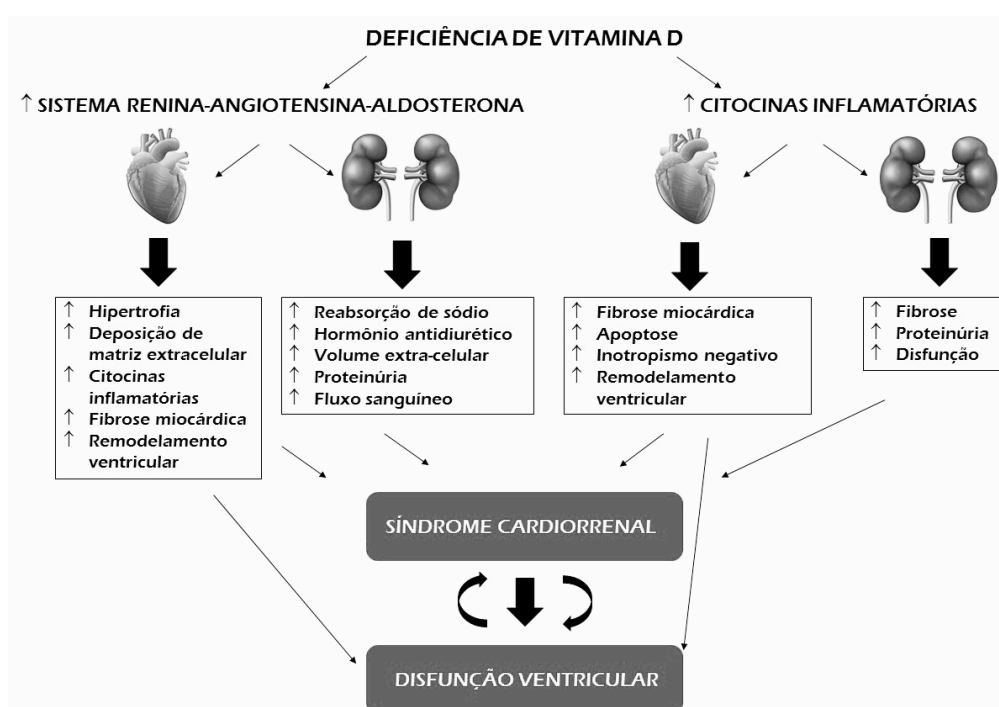 DEFICIÊNCIA DE VITAMINA D
↑ SISTEMA RENINA-ANGIOTENSINA-ALDOSTERONA
↑ CITOCINAS INFLAMATÓRIAS
↑ Hipertrofia
↑ Deposição de
matriz extracelular
↑ Citocinas
inflamatórias
↑ Fibrose miocárdica
↑ Remodelamento
ventricular
↑ Reabsorção de sódio
↑ Hormônio antidiurético
↑ Volume extra-celular
↑ Proteinúria
↑ Fluxo sanguíneo
↑ Fibrose miocárdica
↑ Apoptose
↑ Inotropismo negativo
↑ Remodelamento
ventricular
↑ Fibrose
↑ Proteinúria
↑ Disfunção
SÍNDROME CARDIORRENAL
DISFUNÇÃO VENTRICULAR